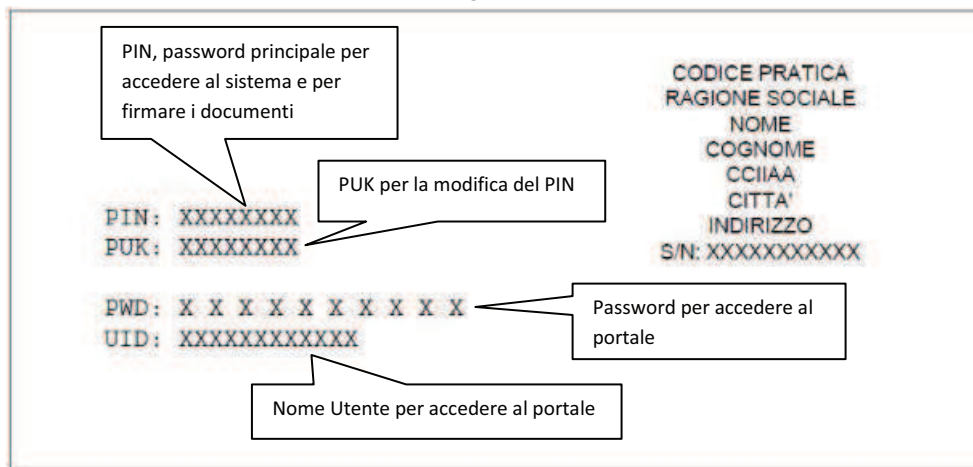 PIN, password principale per
accedere al sistema e per
firmare i documenti
CODICE PRATICA
RAGIONE SOCIALE
NOME
COGNOME
CCIIAA
CITTA'
INDIRIZZO
S/N: XXXXXXXXXXX
PUK per la modifica del PIN
PIN: XXXXXXXX
PUK: XXXXXXXX
PWD: X X X X X X X X X X
UID: XXXXXXXXXXXX
Password per accedere al
portale
Nome Utente per accedere al portale